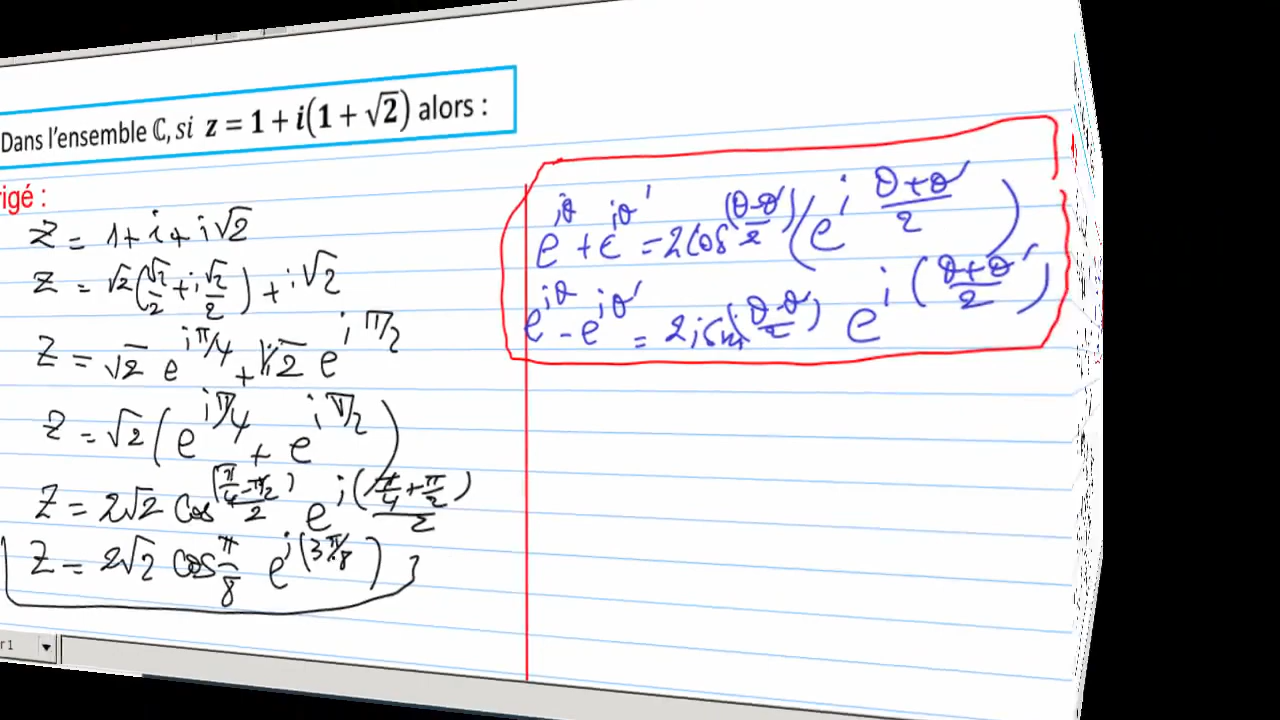 Dans l'ensemble ℂ, si z = 1 + i(1 + √2) alors :
rigé :
Z = 1 + i + i√2
Z = √2(√2/2 + i√2/2) + i√2
Z = √2 e^(iπ/4) + √2 e^(iπ/2)
Z = √2(e^(iπ/4) + e^(iπ/2))
Z = 2√2 cos((π/4 - π/2)/2) e^(i(π/4 + π/2)/2)
Z = 2√2 cos π/8 e^(i(3π/8))
e^(iθ) + e^(iθ') = 2cos((θ-θ')/2) (e^(i(θ+θ')/2))
e^(iθ) - e^(iθ') = 2i sin((θ-θ')/2) e^(i((θ+θ')/2))
r 1